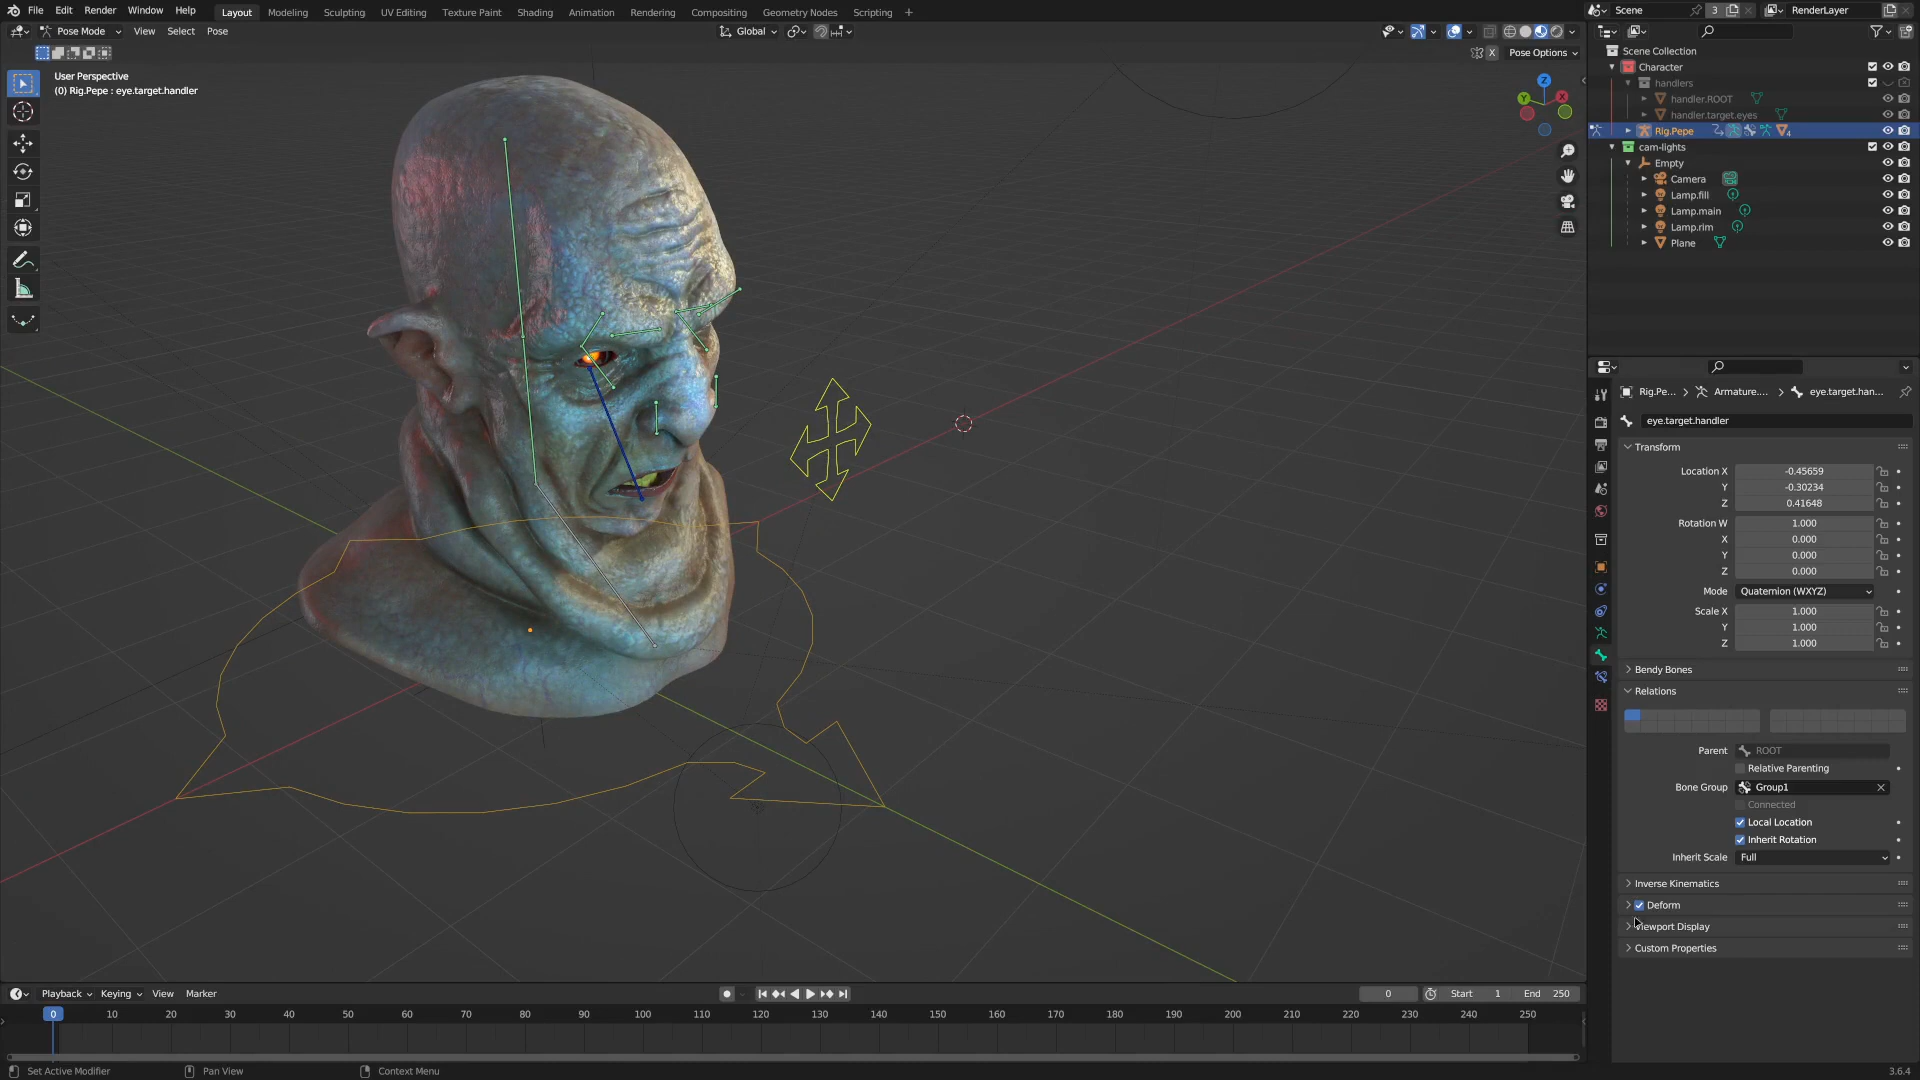 File Edit Render Window Help Layout Modeling Sculpting UV Editing Texture Paint Shading Animation Rendering Compositing Geometry Nodes Scripting + Scene 3 RenderLayer
Pose Mode View Select Pose Global
X Pose Options
User Perspective
(0) Rig.Pepe : eye.target.handler
Z
Y
X
Scene Collection
Character
handlers
handler.ROOT
handler.target.eyes
Rig.Pepe 4
cam-lights
Empty
Camera
Lamp.fill
Lamp.main
Lamp.rim
Plane
Rig.Pe... Armature.... eye.target.han...
eye.target.handler
Transform
Location X -0.45659
Y -0.30234
Z 0.41648
Rotation W 1.000
X 0.000
Y 0.000
Z 0.000
Mode Quaternion (WXYZ)
Scale X 1.000
Y 1.000
Z 1.000
Bendy Bones
Relations
Parent ROOT
Relative Parenting
Bone Group Group1
Connected
Local Location
Inherit Rotation
Inherit Scale Full
Inverse Kinematics
Deform
Viewport Display
Custom Properties
Playback Keying View Marker 0 Start 1 End 250
0 10 20 30 40 50 60 70 80 90 100 110 120 130 140 150 160 170 180 190 200 210 220 230 240 250
Set Active Modifier Pan View Context Menu 3.6.4